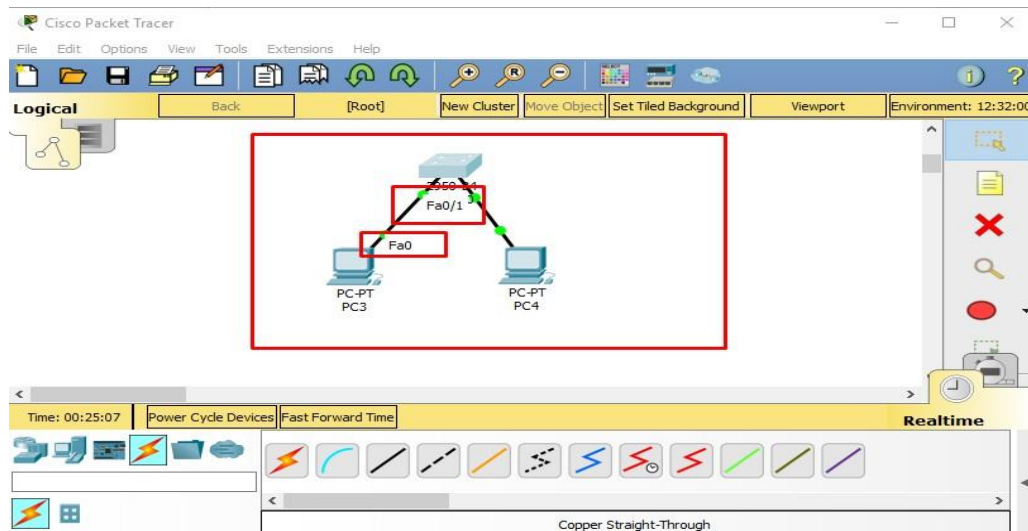 Cisco Packet Tracer
File Edit Options View Tools Extensions Help
Logical Back [Root] New Cluster Move Object Set Tiled Background Viewport Environment: 12:32:00
Fa0/1
Fa0
PC-PT
PC3
PC-PT
PC4
Time: 00:25:07 Power Cycle Devices Fast Forward Time Realtime
Copper Straight-Through